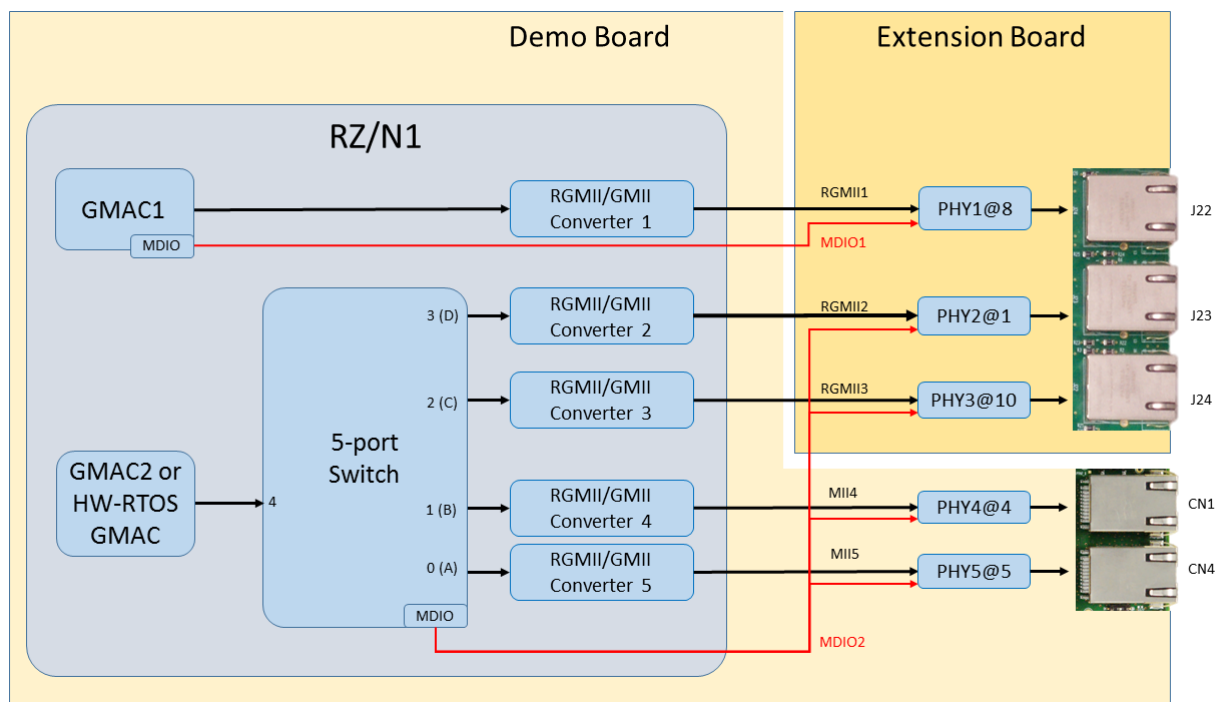 Demo Board
Extension Board
RZ/N1
GMAC1
MDIO
RGMII/GMII
Converter 1
RGMII1
MDIO1
PHY1@8
J22
3 (D)
RGMII/GMII
Converter 2
RGMII2
PHY2@1
J23
2 (C)
RGMII/GMII
Converter 3
RGMII3
PHY3@10
J24
5-port
Switch
GMAC2 or
HW-RTOS
GMAC
4
1 (B)
RGMII/GMII
Converter 4
MII4
PHY4@4
CN1
0 (A)
RGMII/GMII
Converter 5
MII5
PHY5@5
CN4
MDIO
MDIO2